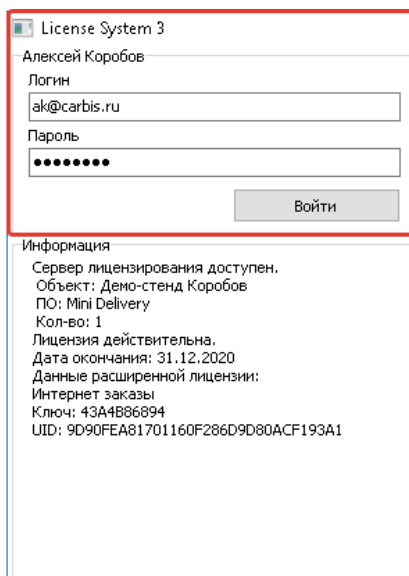 License System 3
Алексей Коробов
Логин
ak@carbis.ru
Пароль
●●●●●●●●
Войти
Информация
Сервер лицензирования доступен.
Объект: Демо-стенд Коробов
ПО: Mini Delivery
Кол-во: 1
Лицензия действительна.
Дата окончания: 31.12.2020
Данные расширенной лицензии:
Интернет заказы
Ключ: 43A4B86894
UID: 9D90FEA81701160F286D9D80ACF193A1